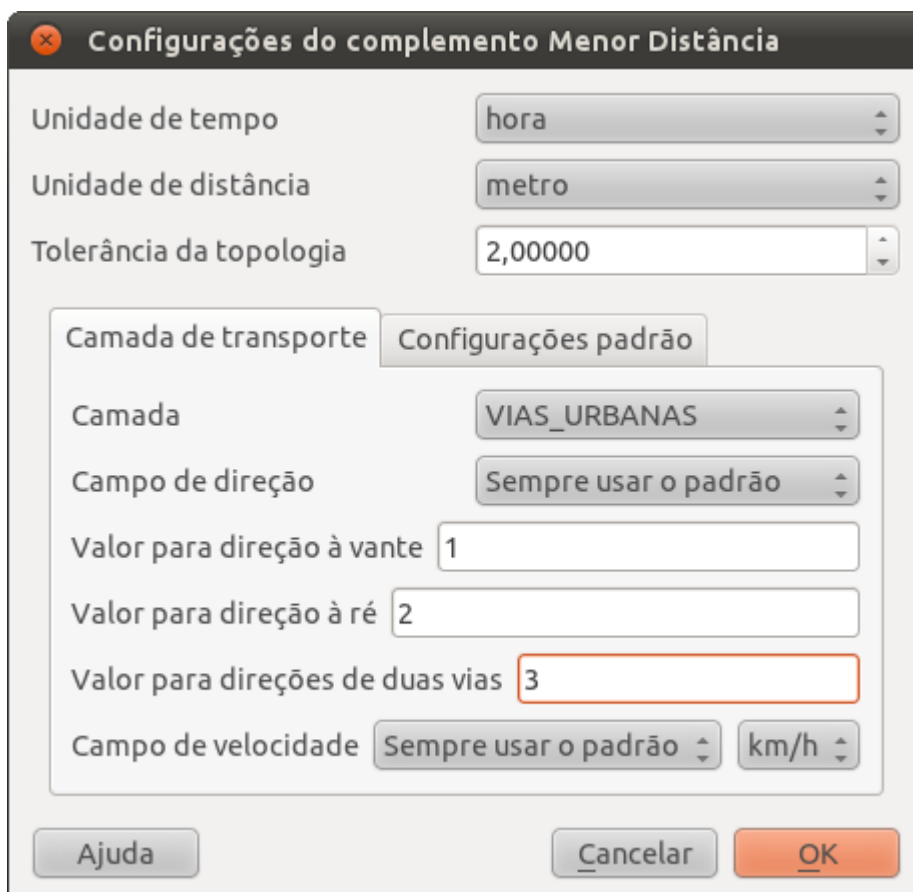 Configurações do complemento Menor Distância
Unidade de tempo hora
Unidade de distância metro
Tolerância da topologia 2,00000
Camada de transporte Configurações padrão
Camada VIAS_URBANAS
Campo de direção Sempre usar o padrão
Valor para direção à vante 1
Valor para direção à ré 2
Valor para direções de duas vias 3
Campo de velocidade Sempre usar o padrão km/h
Ajuda Cancelar OK